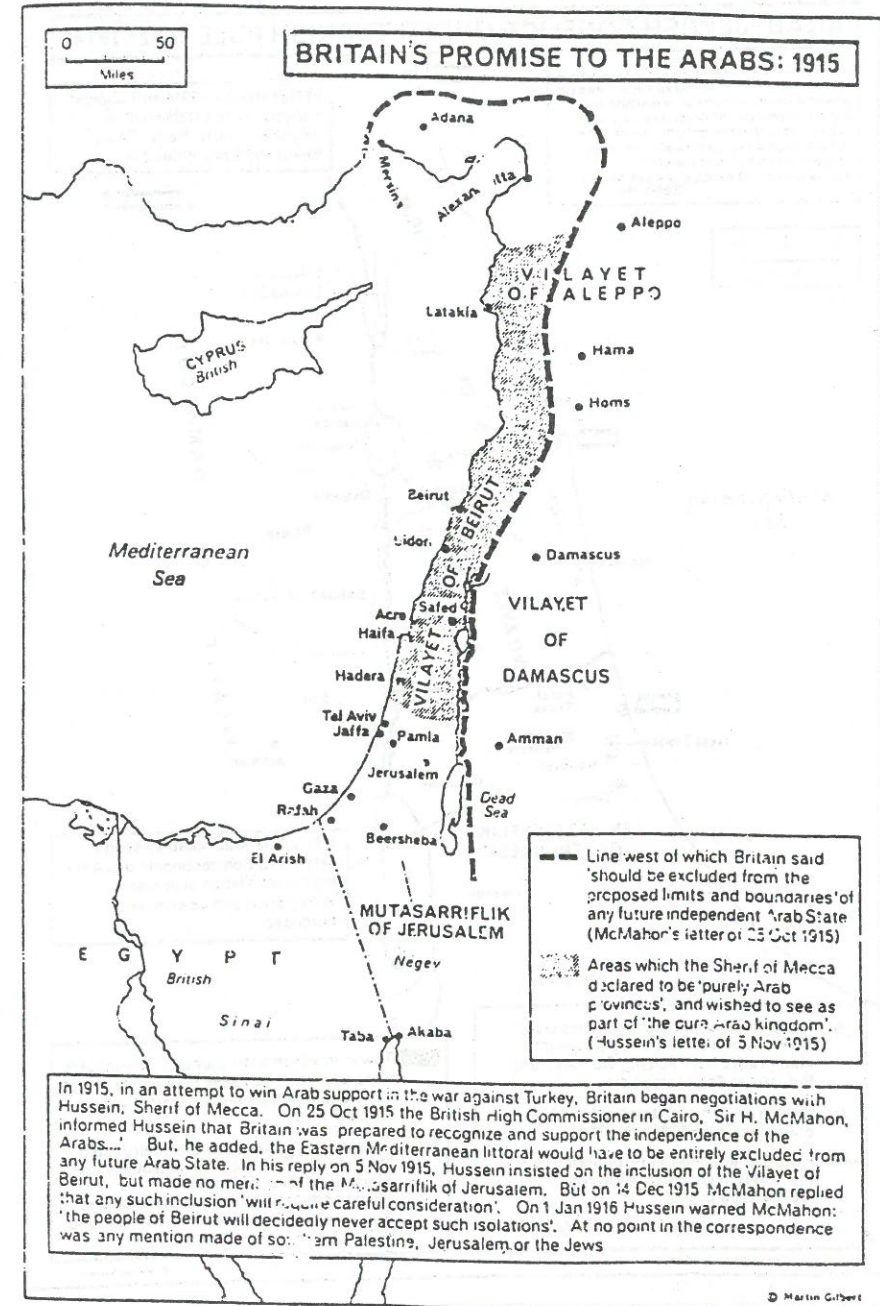 0 50
Miles
BRITAIN'S PROMISE TO THE ARABS: 1915
Adana
Mersina
Aleppo
VILAYET
OF ALEPPO
Latakia
CYPRUS
British
Hama
Homs
Beirut
VILAYET OF BEIRUT
Mediterranean
Sea
Damascus
Safed
Acre
Haifa
VILAYET
OF
DAMASCUS
Hadera
Tel Aviv
Jaffa
Amman
Jerusalem
Gaza
Dead
Sea
Beersheba
El Arish
MUTASARRIFLIK
OF JERUSALEM
EGYPT
British
Negev
Sinai
Taba
Akaba
Line west of which Britain said
'should be excluded from the
proposed limits and boundaries' of
any future independent Arab State
(McMahon's letter of 25 Oct 1915)
Areas which the Sherif of Mecca
declared to be 'purely Arab
provinces', and wished to see as
part of 'the pure Arab kingdom'.
(Hussein's letter of 5 Nov 1915)
In 1915, in an attempt to win Arab support in the war against Turkey, Britain began negotiations with
Hussein, Sherif of Mecca. On 25 Oct 1915 the British High Commissioner in Cairo, Sir H. McMahon,
informed Hussein that Britain was prepared to recognize and support the independence of the
Arabs...' But, he added, the Eastern Mediterranean littoral would have to be entirely excluded from
any future Arab State. In his reply on 5 Nov 1915, Hussein insisted on the inclusion of the Vilayet of
Beirut, but made no of the Mutasarriflik of Jerusalem. But on 14 Dec 1915 McMahon replied
that any such inclusion 'will require careful consideration'. On 1 Jan 1916 Hussein warned McMahon:
'the people of Beirut will decidedly never accept such isolations'. At no point in the correspondence
was any mention made of Palestine, Jerusalem or the Jews
© Martin Gilbert